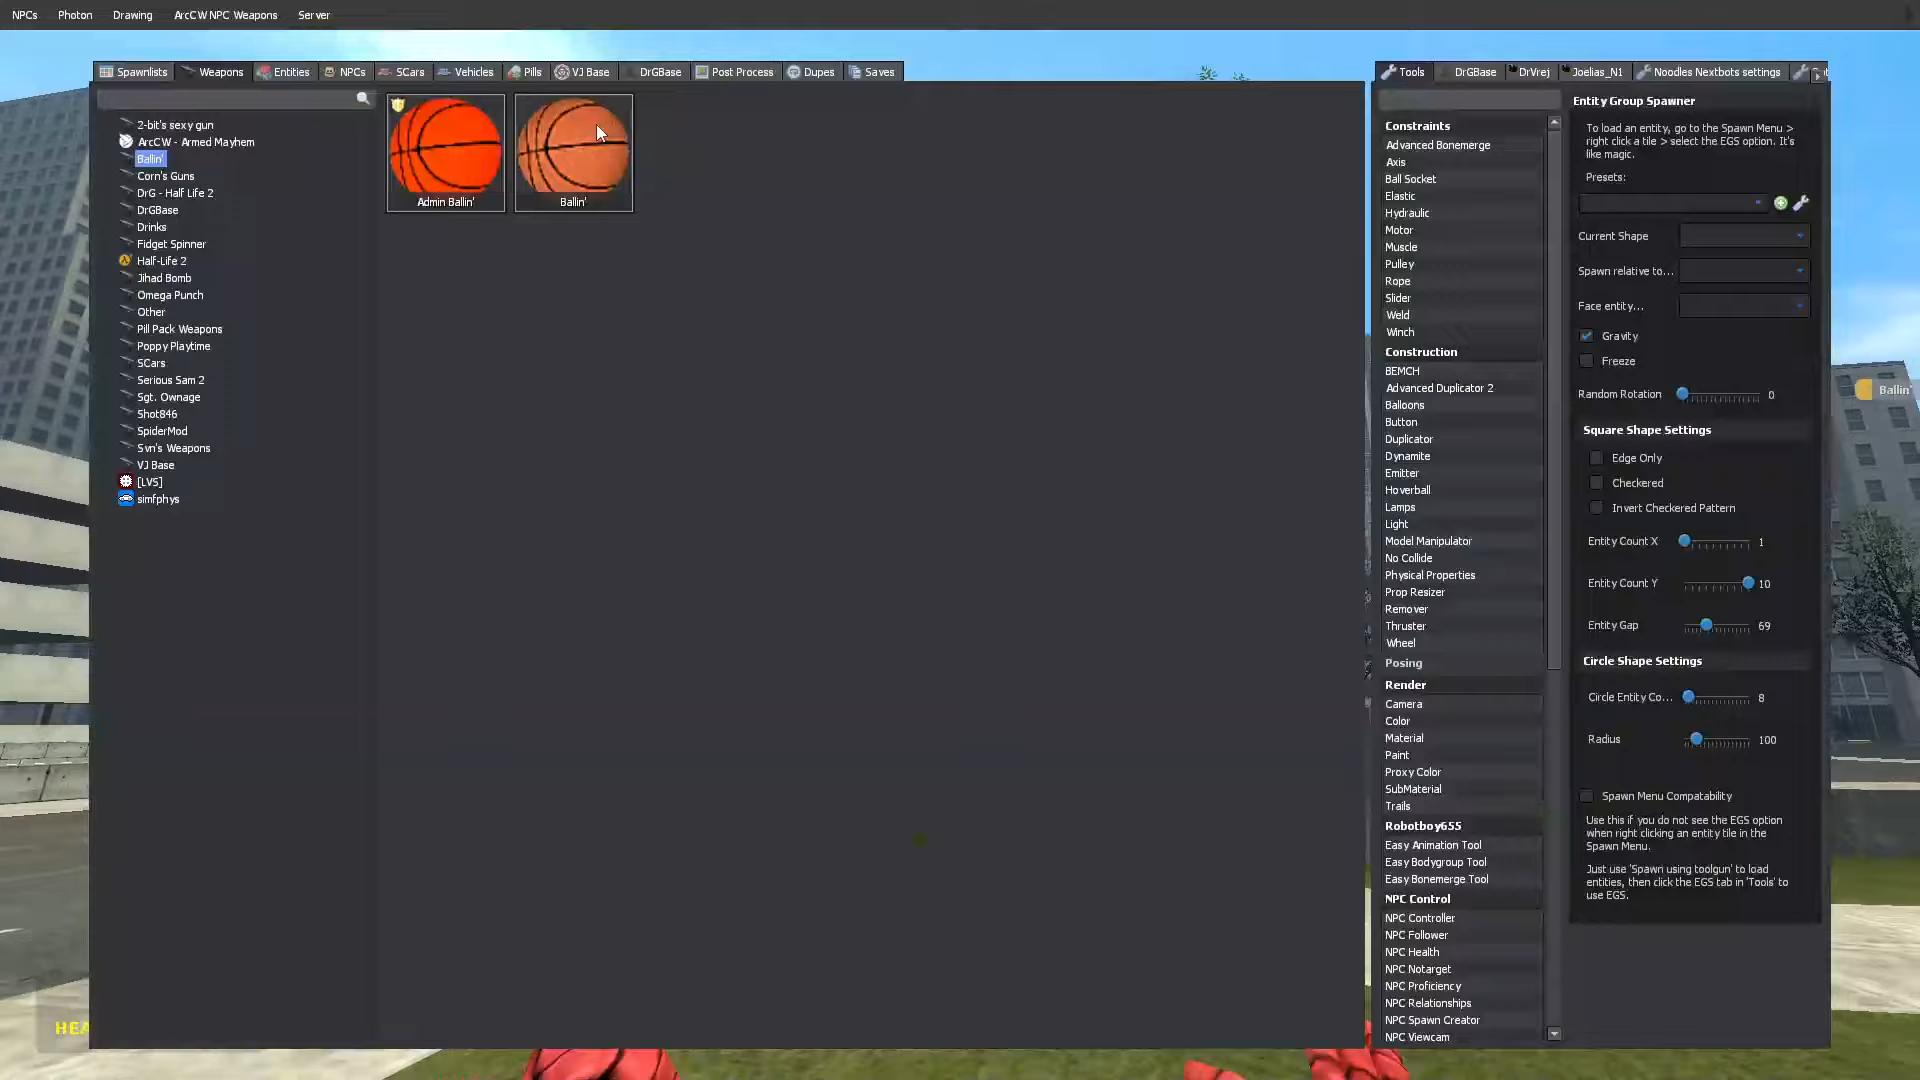 NPCs Photon Drawing ArcCW NPC Weapons Server
Spawnlists Weapons Entities NPCs SCars Vehicles Pills VJ Base DrGBase Post Process Dupes Saves
2-bit's sexy gun
ArcCW - Armed Mayhem
Ballin'
Corn's Guns
DrG - Half Life 2
DrGBase
Drinks
Fidget Spinner
Half-Life 2
Jihad Bomb
Omega Punch
Other
Pill Pack Weapons
Poppy Playtime
SCars
Serious Sam 2
Sgt. Ownage
Shot846
SpiderMod
Svn's Weapons
VJ Base
[LVS]
simfphys
Admin Ballin'
Ballin'
Tools DrGBase DrVrej Joelias_N1 Noodles Nextbots settings
Constraints
Advanced Bonemerge
Axis
Ball Socket
Elastic
Hydraulic
Motor
Muscle
Pulley
Rope
Slider
Weld
Winch
Construction
BEMCH
Advanced Duplicator 2
Balloons
Button
Duplicator
Dynamite
Emitter
Hoverball
Lamps
Light
Model Manipulator
No Collide
Physical Properties
Prop Resizer
Remover
Thruster
Wheel
Posing
Render
Camera
Color
Material
Paint
Proxy Color
SubMaterial
Trails
Robotboy655
Easy Animation Tool
Easy Bodygroup Tool
Easy Bonemerge Tool
NPC Control
NPC Controller
NPC Follower
NPC Health
NPC Notarget
NPC Proficiency
NPC Relationships
NPC Spawn Creator
NPC Viewcam
Entity Group Spawner
To load an entity, go to the Spawn Menu >
right click a tile > select the EGS option. It's
like magic.
Presets:
Current Shape
Spawn relative to...
Face entity...
Gravity
Freeze
Random Rotation 0
Square Shape Settings
Edge Only
Checkered
Invert Checkered Pattern
Entity Count X 1
Entity Count Y 10
Entity Gap 69
Circle Shape Settings
Circle Entity Co... 8
Radius 100
Spawn Menu Compatability
Use this if you do not see the EGS option
when right clicking an entity tile in the
Spawn Menu.
Just use 'Spawn using toolgun' to load
entities, then click the EGS tab in 'Tools' to
use EGS.
Ballin'
HEA